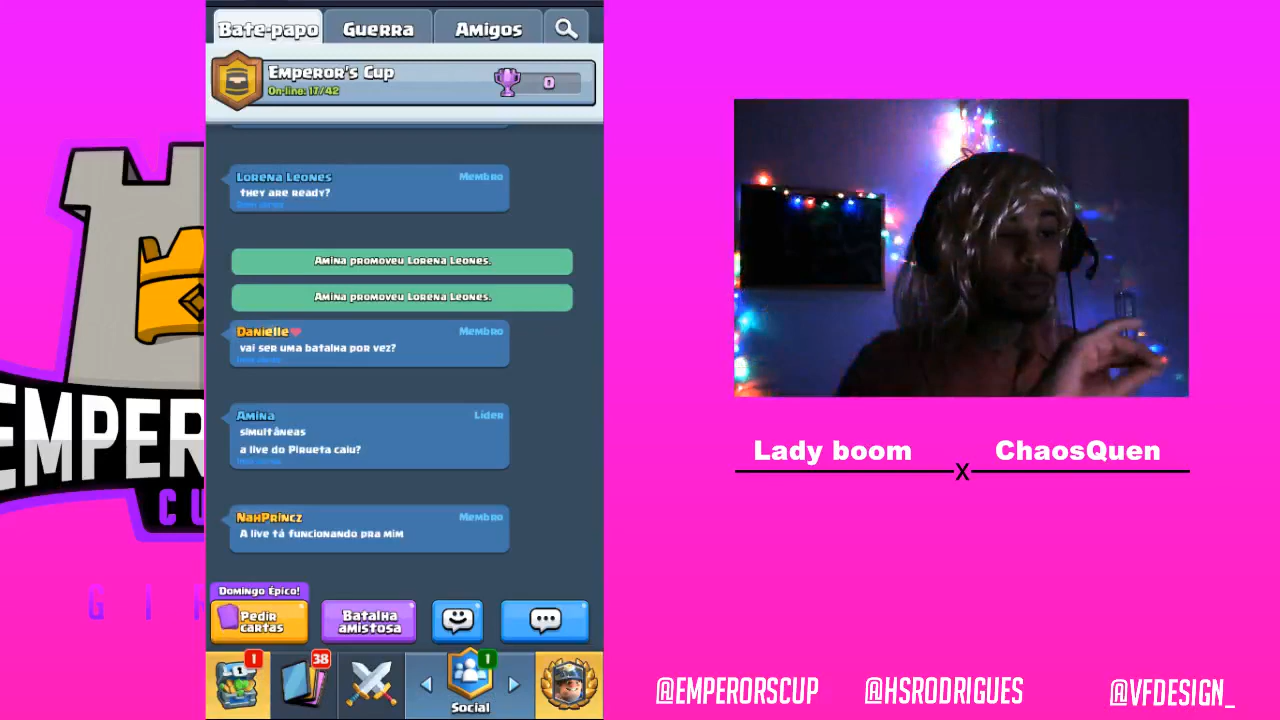 Bate-papo
Guerra
Amigos
Emperor's Cup
On-line: 17/42
0
Lorena Leones
Membro
they are ready?
Amina promoveu Lorena Leones.
Amina promoveu Lorena Leones.
Danielle
Membro
vai ser uma batalha por vez?
Amina
Líder
simultâneas
a live do Pirueta caiu?
NahPrincz
Membro
A live tá funcionando pra mim
Domingo Épico!
Pedir
cartas
Batalha
amistosa
1
38
1
Social
EMPER
CU
Lady boom
X
ChaosQuen
@EMPERORSCUP
@HSRODRIGUES
@VFDESIGN_